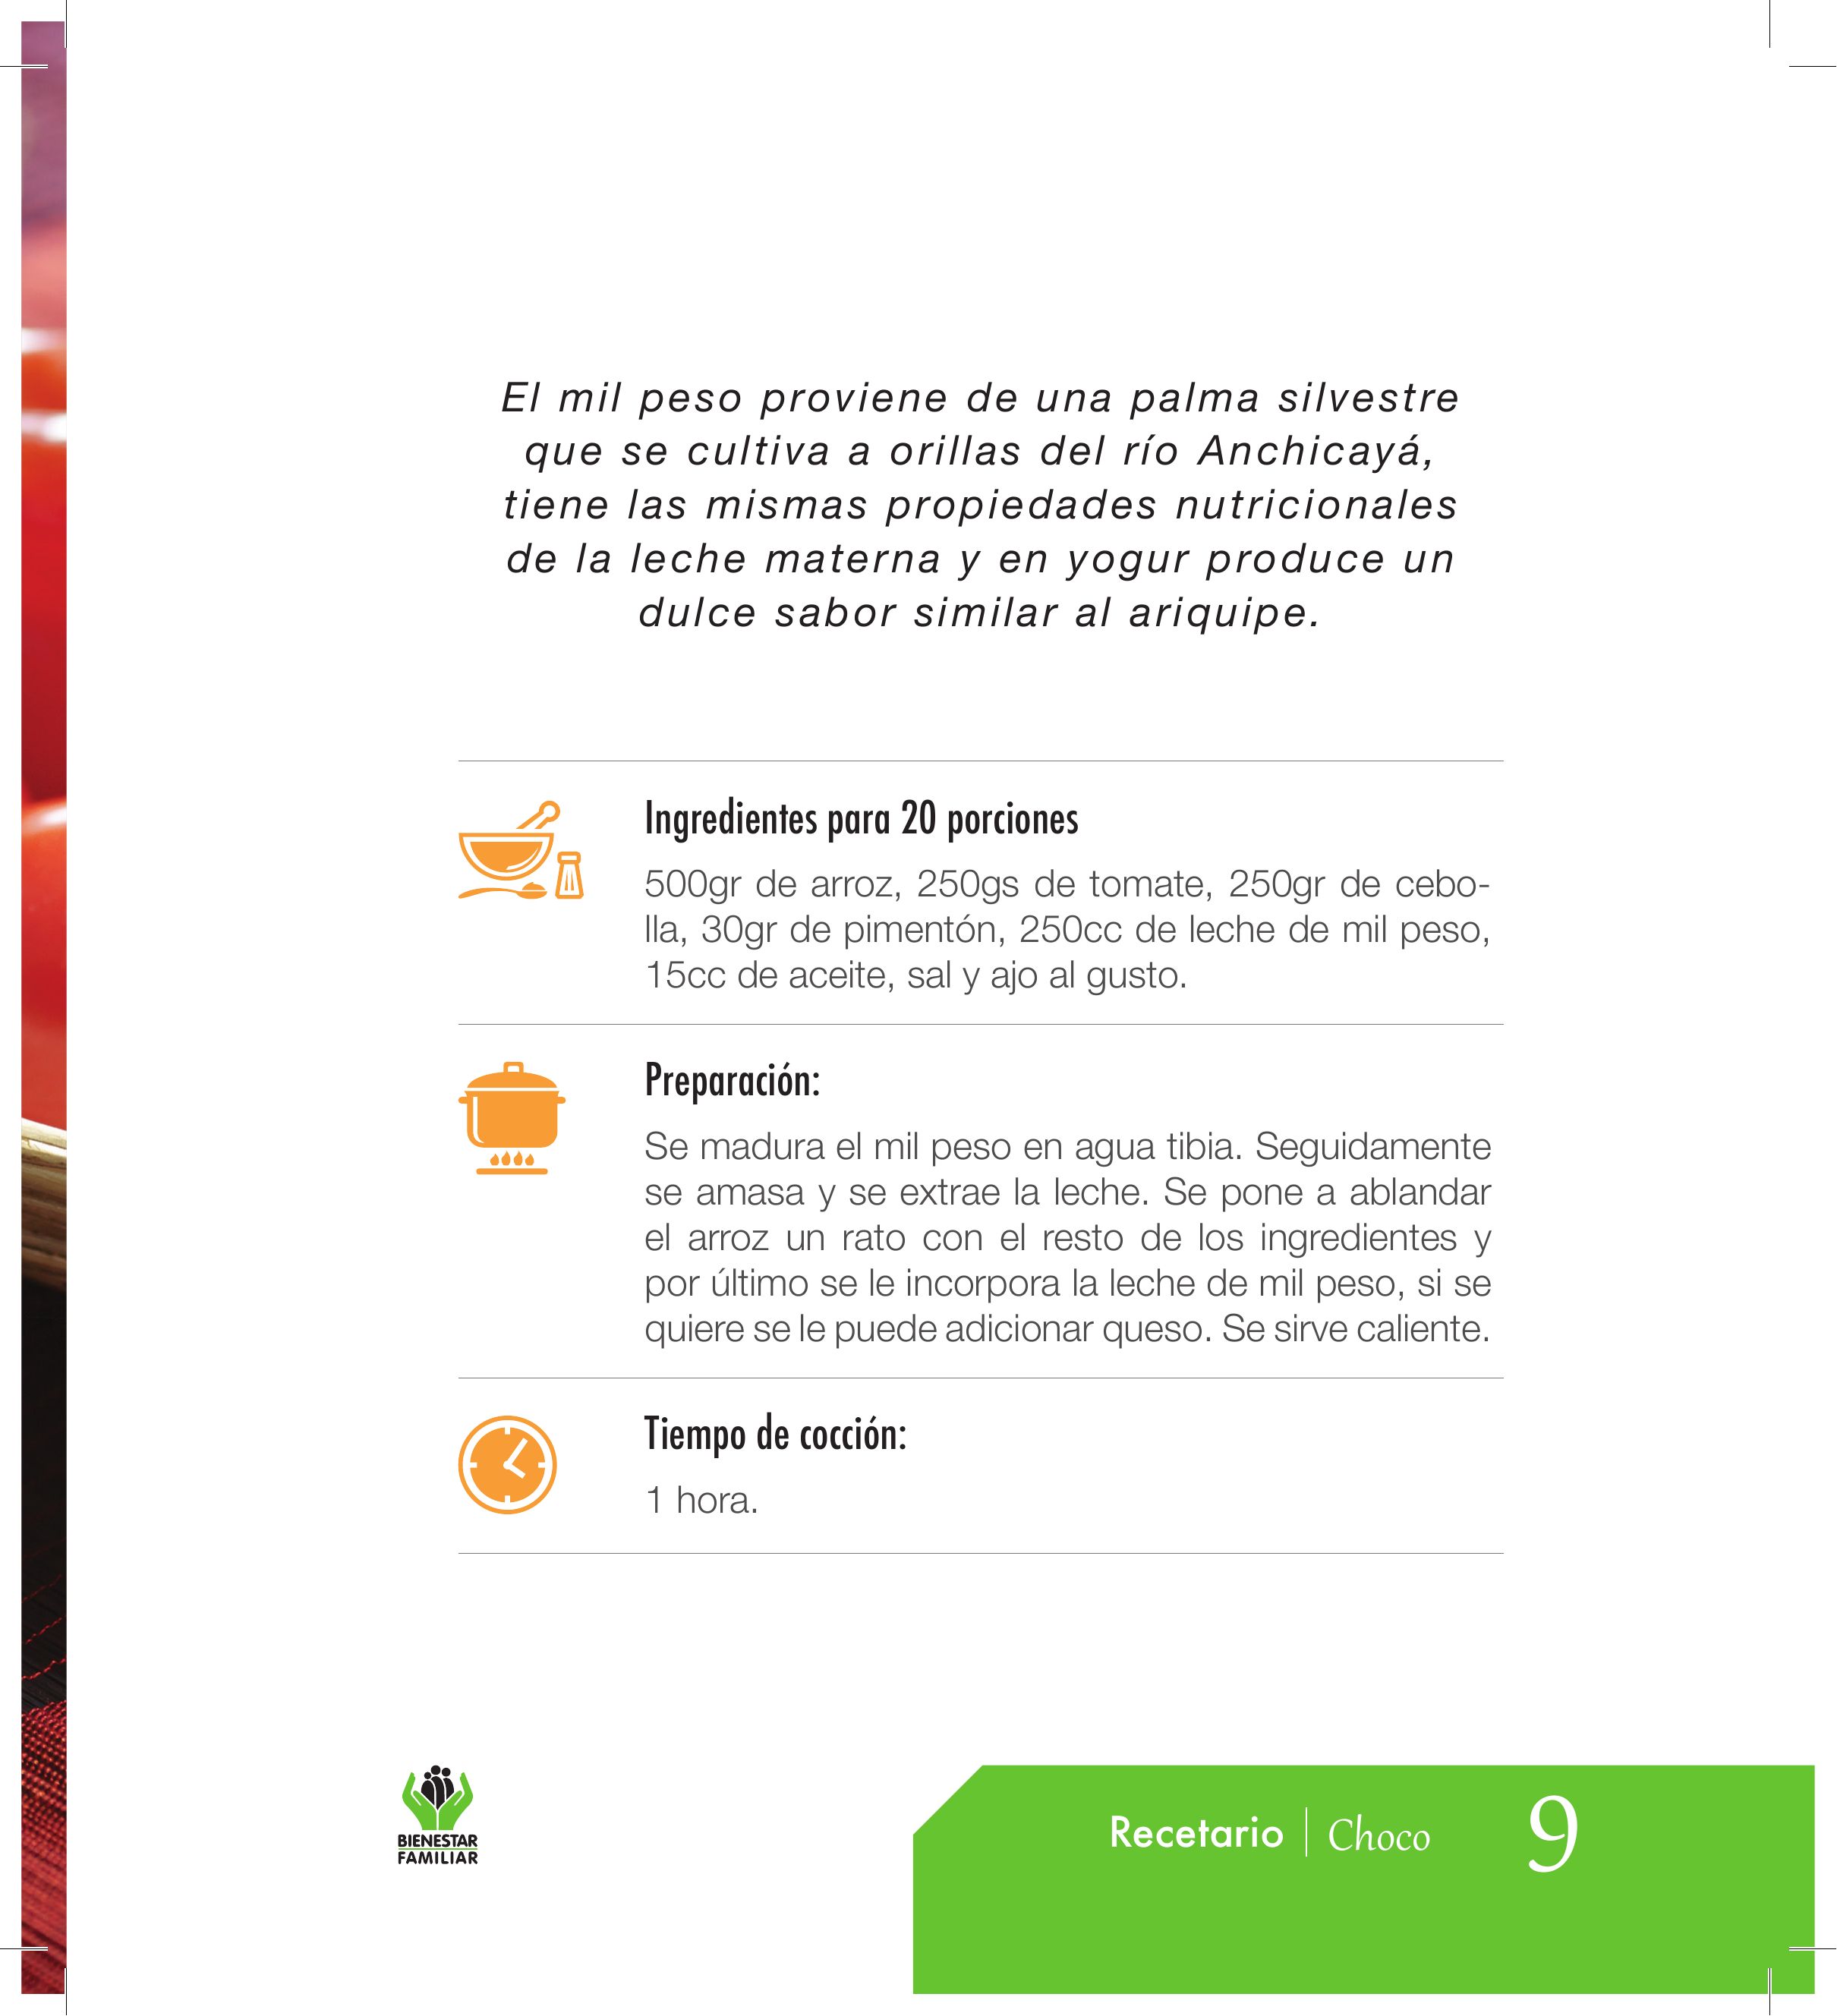 El mil peso proviene de una palma silvestre
que se cultiva a orillas del río Anchicayá,
tiene las mismas propiedades nutricionales
de la leche materna y en yogur produce un
dulce sabor similar al ariquipe.
Ingredientes para 20 porciones
500gr de arroz, 250gs de tomate, 250gr de cebo-
lla, 30gr de pimentón, 250cc de leche de mil peso,
15cc de aceite, sal y ajo al gusto.
Preparación:
Se madura el mil peso en agua tibia. Seguidamente
se amasa y se extrae la leche. Se pone a ablandar
el arroz un rato con el resto de los ingredientes y
por último se le incorpora la leche de mil peso, si se
quiere se le puede adicionar queso. Se sirve caliente.
Tiempo de cocción:
1 hora.
BIENESTAR
FAMILIAR
Recetario | Choco 9